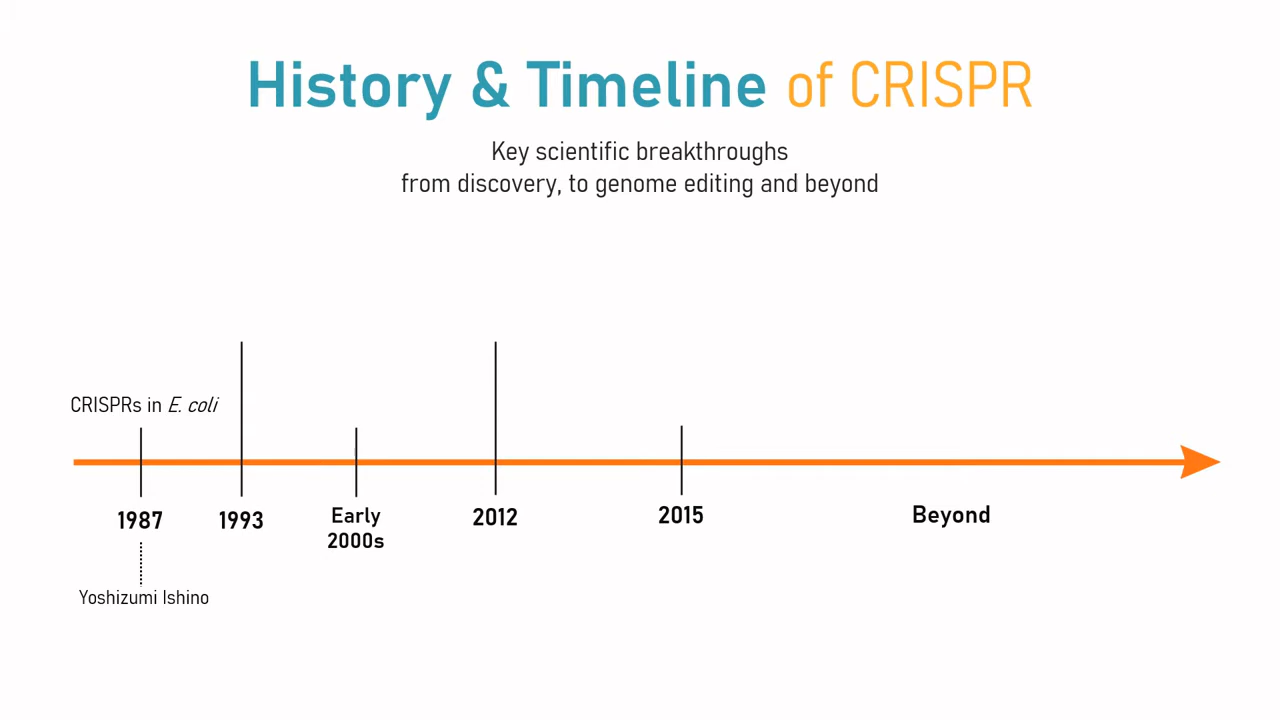 History & Timeline of CRISPR
Key scientific breakthroughs
from discovery, to genome editing and beyond
CRISPRs in E. coli
1987
1993
Early
2000s
2012
2015
Beyond
Yoshizumi Ishino